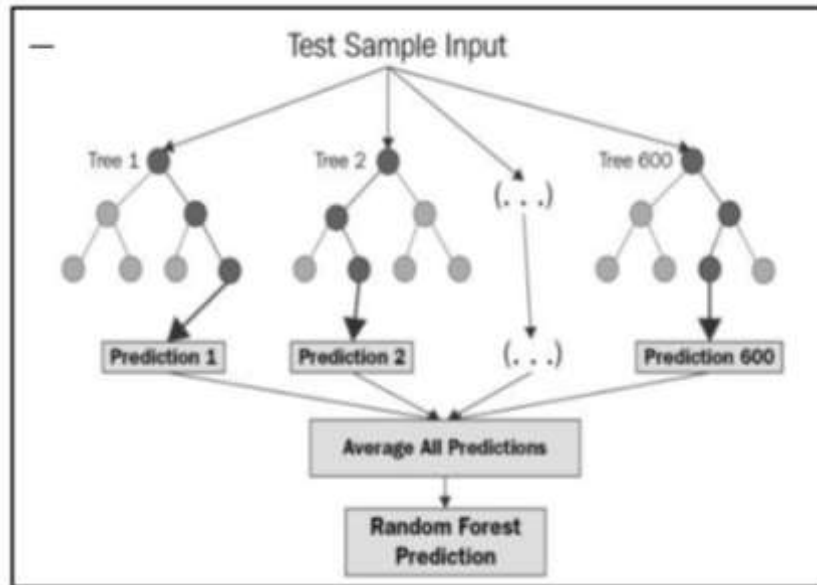 Test Sample Input
Tree 1
Tree 2
(. . .)
Tree 600
Prediction 1
Prediction 2
(. . .)
Prediction 600
Average All Predictions
Random Forest
Prediction